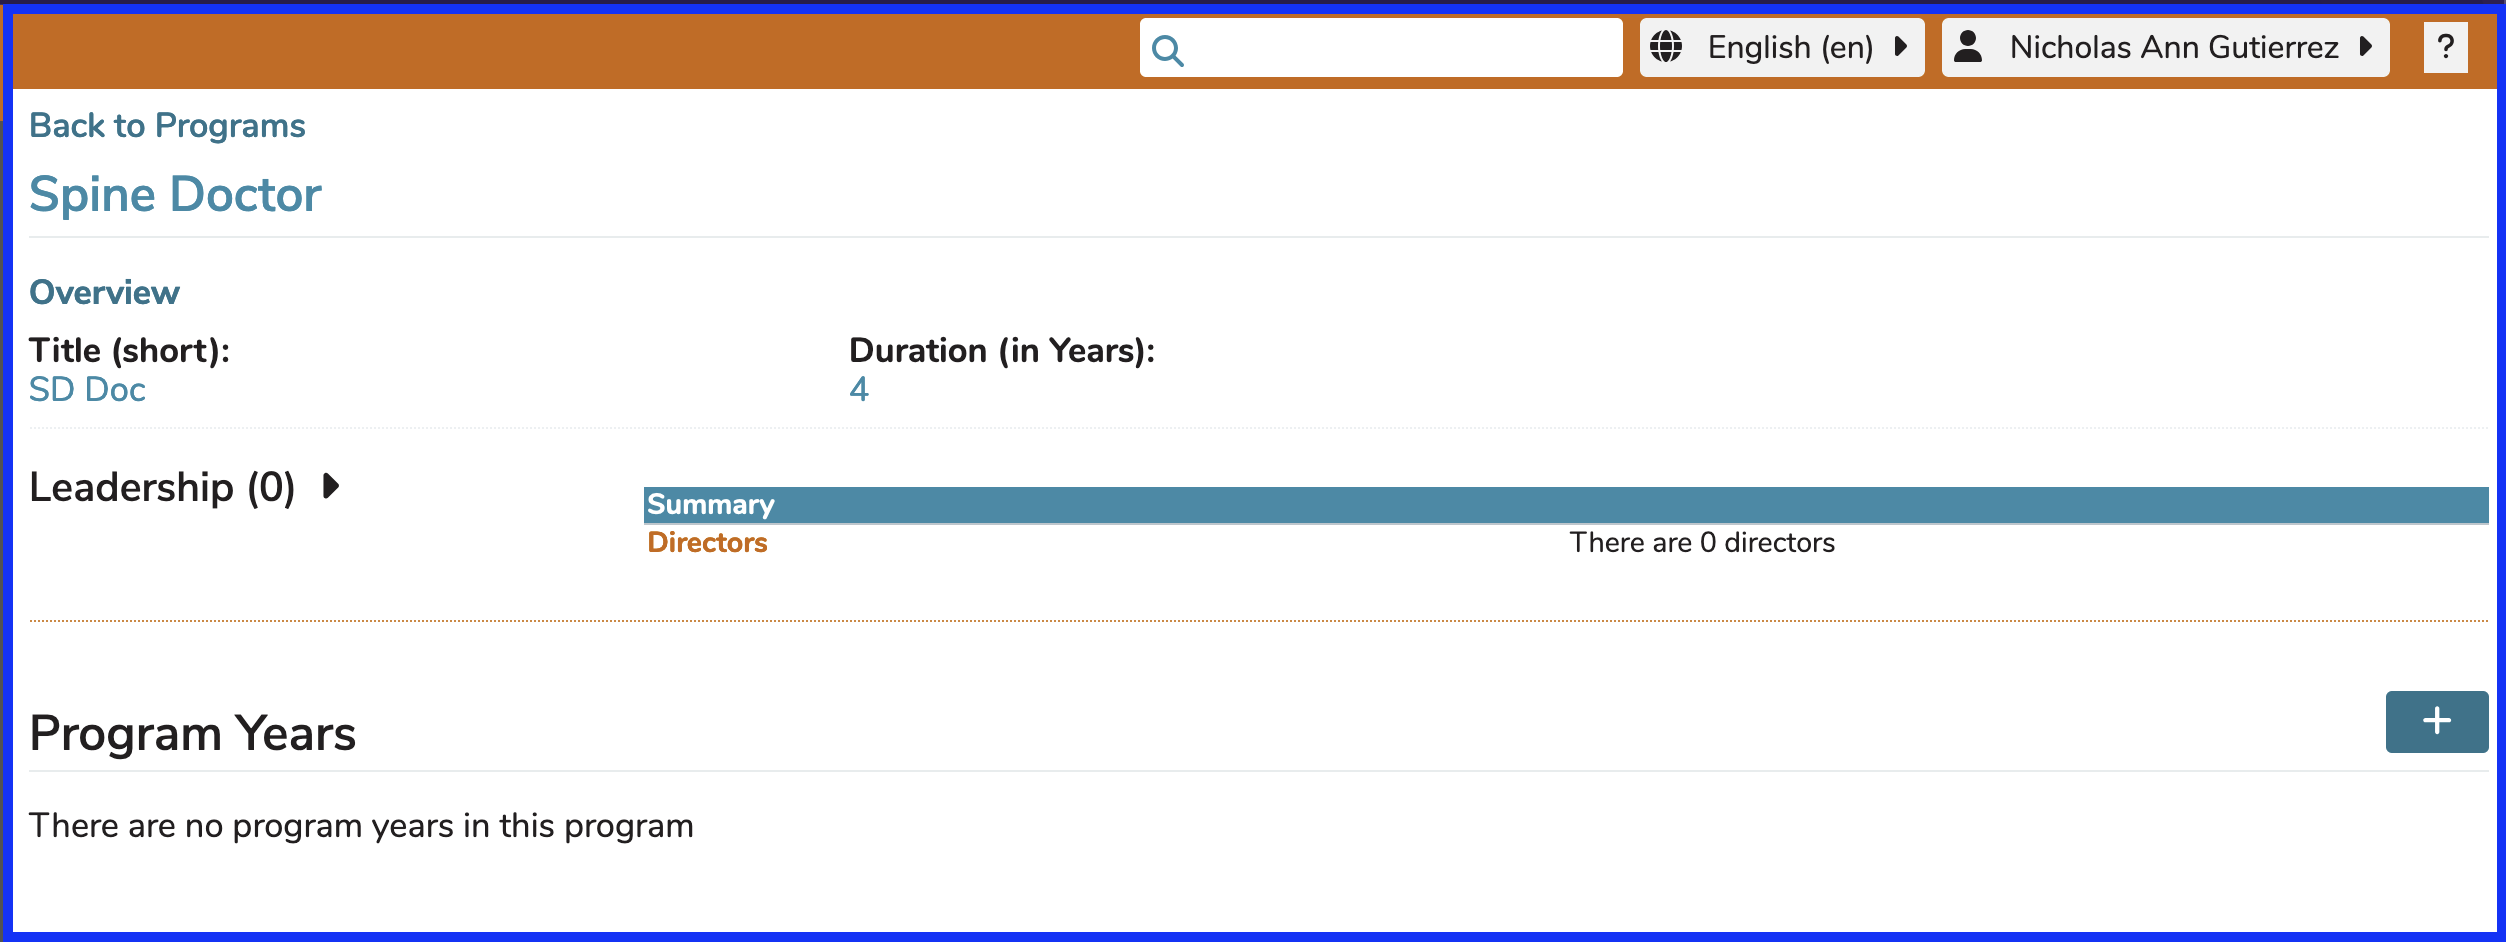 English (en)
Nicholas Ann Gutierrez
?
Back to Programs
Spine Doctor
Overview
Title (short):
Duration (in Years):
SD Doc
4
Leadership (0)
Summary
Directors
There are 0 directors
Program Years
There are no program years in this program